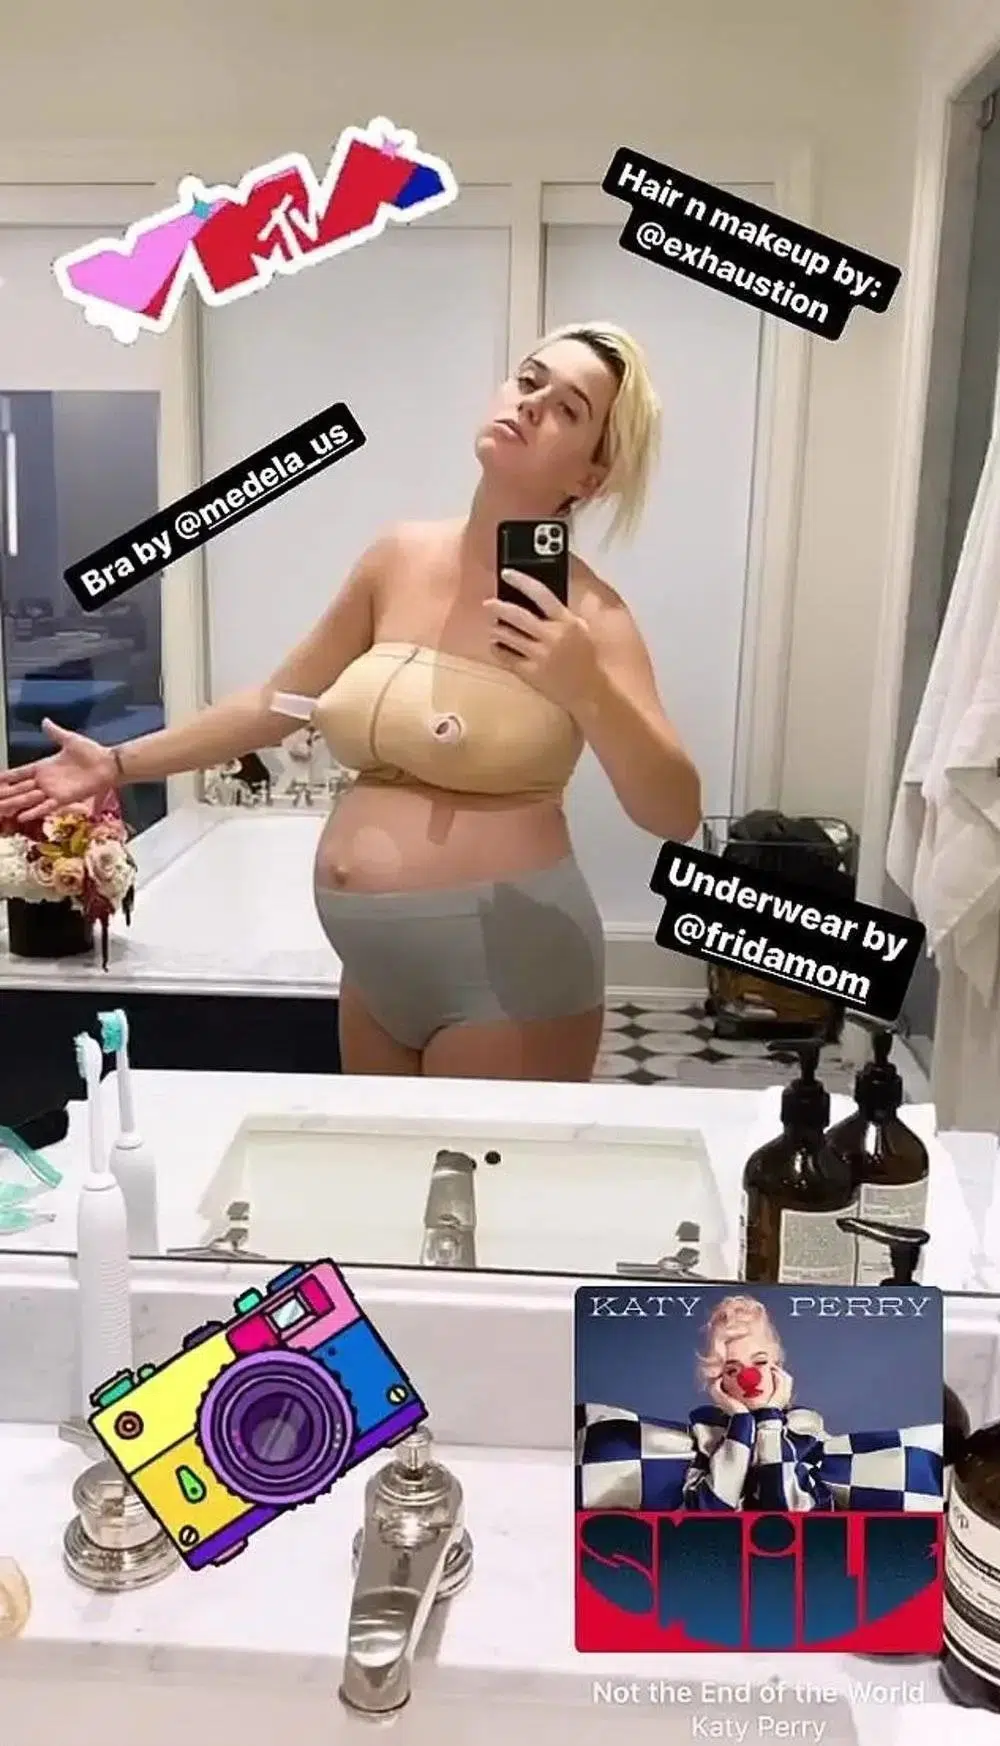 VMA
MTV
Hair n makeup by:
@exhaustion
Bra by @medela_us
Underwear by
@fridamom
KATY PERRY
SMILE
Not the End of the World
Katy Perry